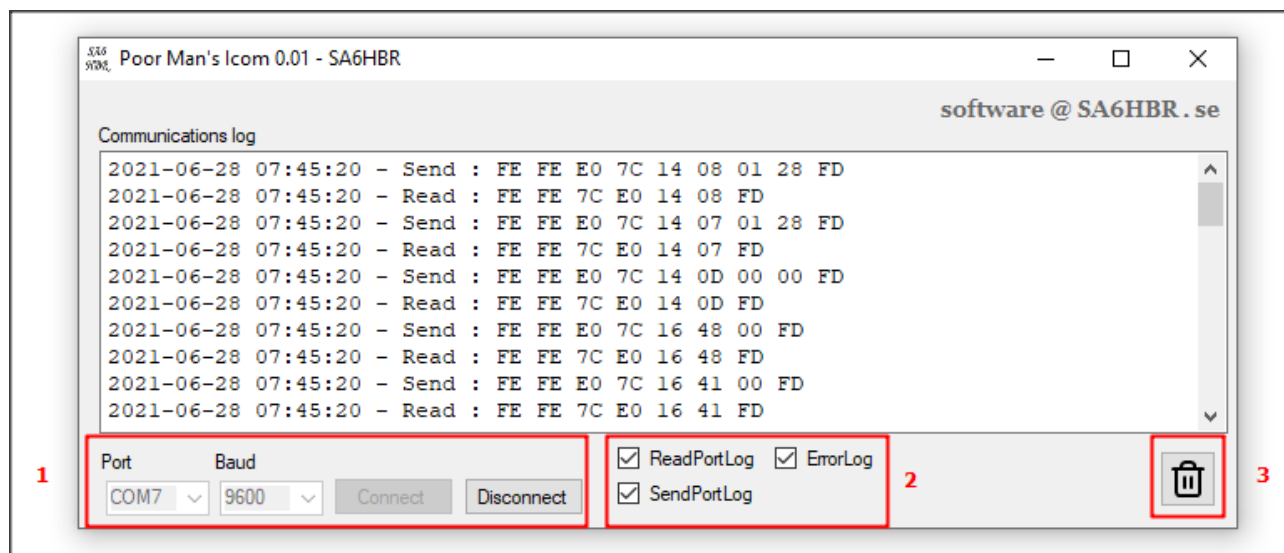 SA6
HBR Poor Man's Icom 0.01 - SA6HBR
software @ SA6HBR . se
Communications log
2021-06-28 07:45:20 - Send : FE FE E0 7C 14 08 01 28 FD
2021-06-28 07:45:20 - Read : FE FE 7C E0 14 08 FD
2021-06-28 07:45:20 - Send : FE FE E0 7C 14 07 01 28 FD
2021-06-28 07:45:20 - Read : FE FE 7C E0 14 07 FD
2021-06-28 07:45:20 - Send : FE FE E0 7C 14 0D 00 00 FD
2021-06-28 07:45:20 - Read : FE FE 7C E0 14 0D FD
2021-06-28 07:45:20 - Send : FE FE E0 7C 16 48 00 FD
2021-06-28 07:45:20 - Read : FE FE 7C E0 16 48 FD
2021-06-28 07:45:20 - Send : FE FE E0 7C 16 41 00 FD
2021-06-28 07:45:20 - Read : FE FE 7C E0 16 41 FD
Port Baud
1
COM7 9600 Connect Disconnect
ReadPortLog ErrorLog
SendPortLog
2
3